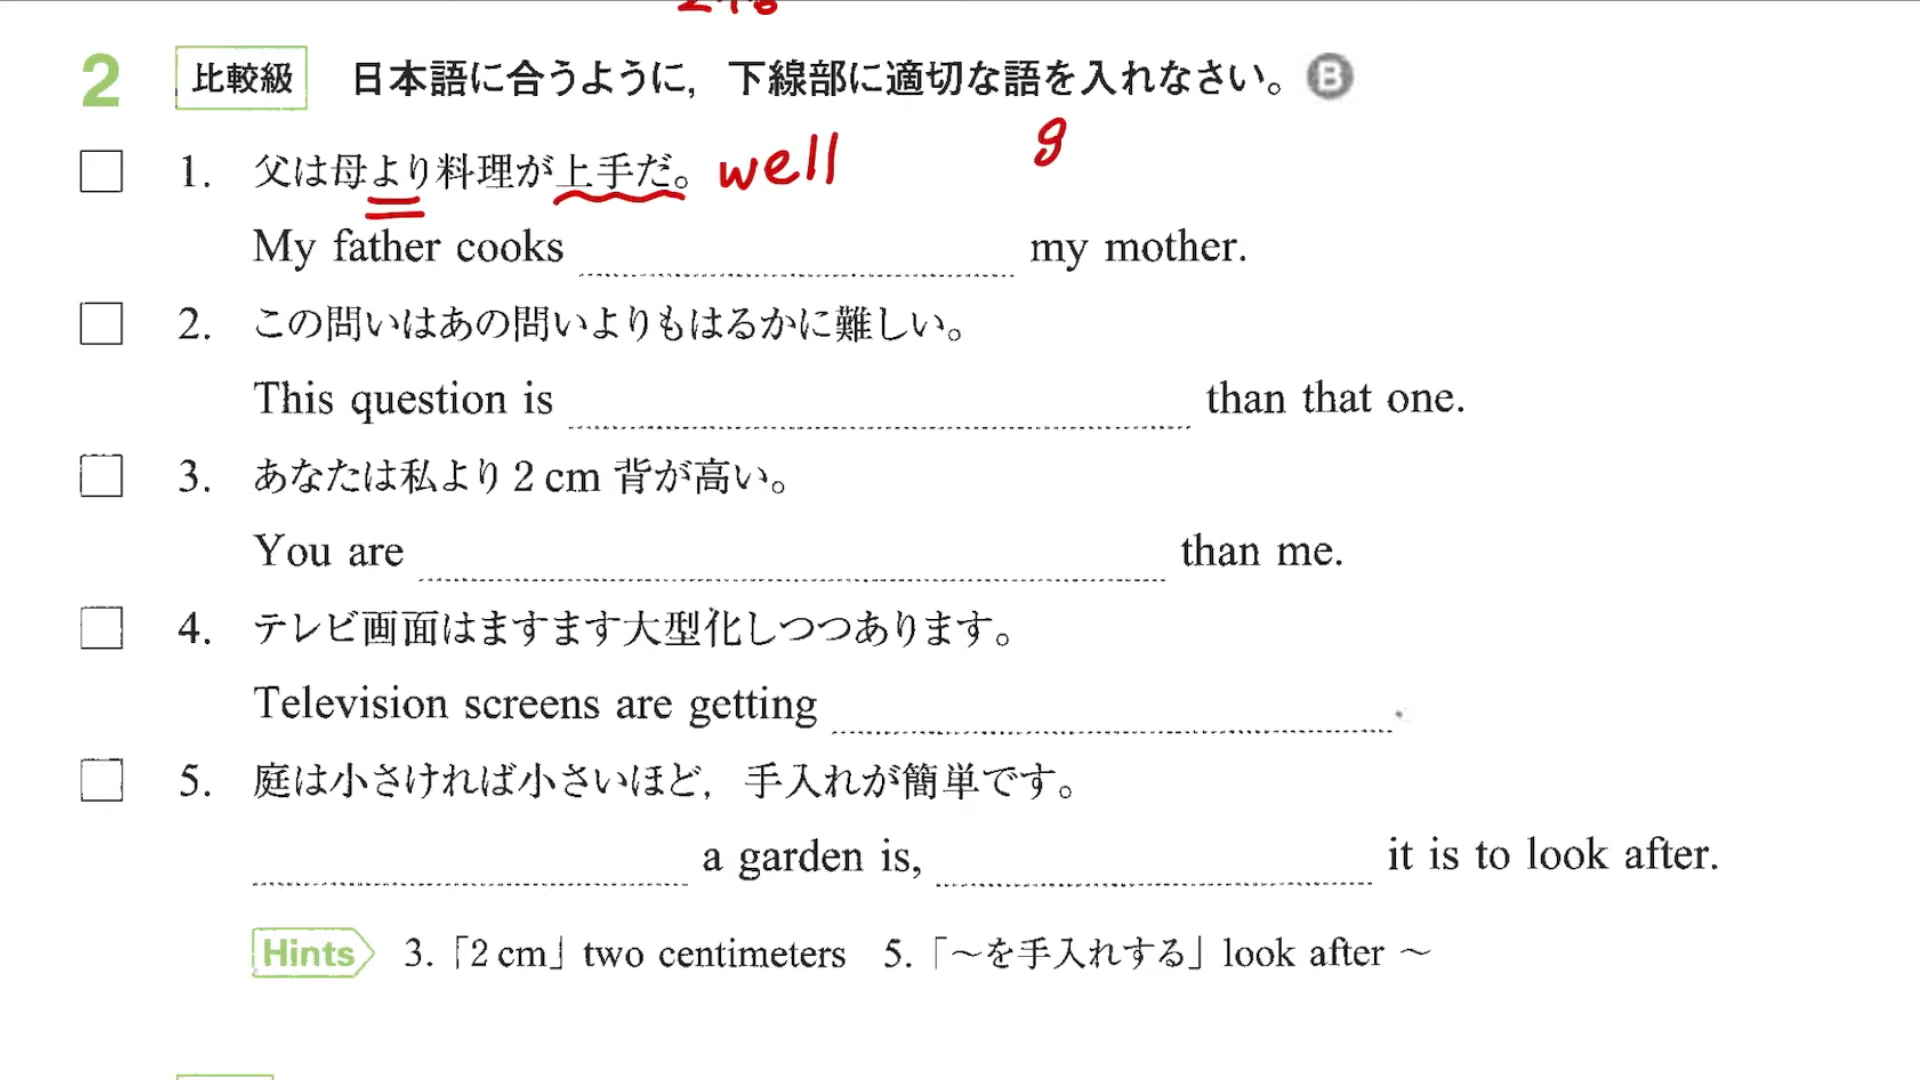 2 比較級 日本語に合うように，下線部に適切な語を入れなさい。 B
1. 父は母より料理が上手だ。 well g
My father cooks my mother.
2. この問いはあの問いよりもはるかに難しい。
This question is than that one.
3. あなたは私より2cm背が高い。
You are than me.
4. テレビ画面はますます大型化しつつあります。
Television screens are getting .
5. 庭は小さければ小さいほど，手入れが簡単です。
a garden is, it is to look after.
Hints 3.「2cm」two centimeters 5.「～を手入れする」look after ～